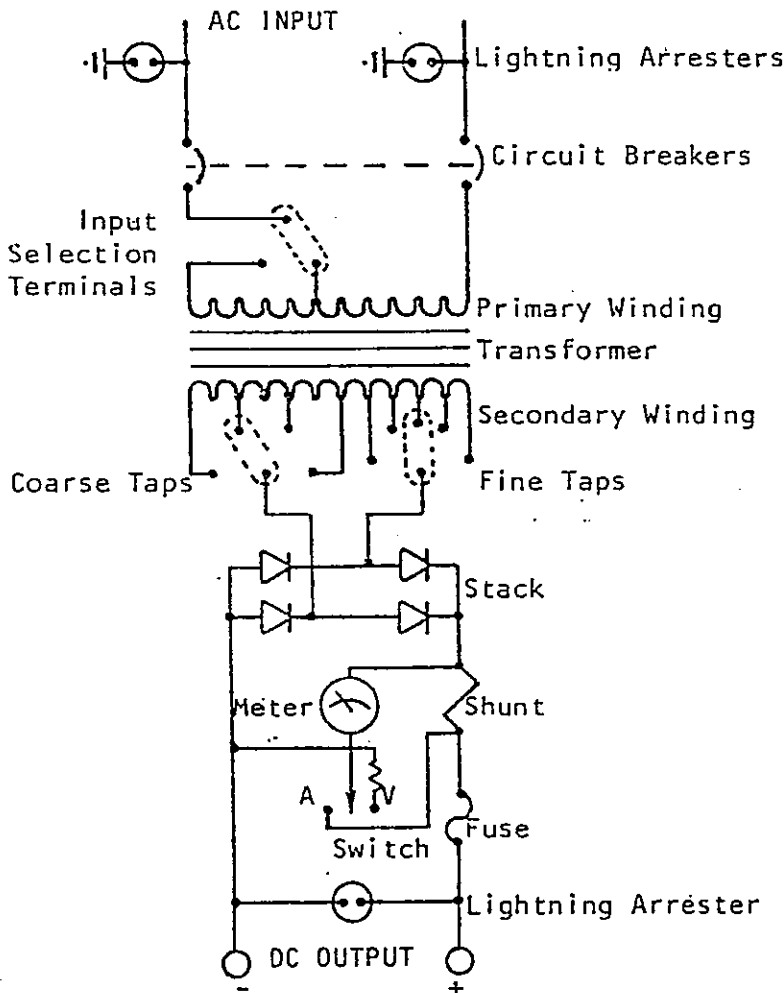 AC INPUT
Lightning Arresters
Circuit Breakers
Input
Selection
Terminals
Primary Winding
Transformer
Secondary Winding
Coarse Taps
Fine Taps
Stack
Meter
Shunt
A
V
Switch
Fuse
Lightning Arrester
DC OUTPUT
-
+